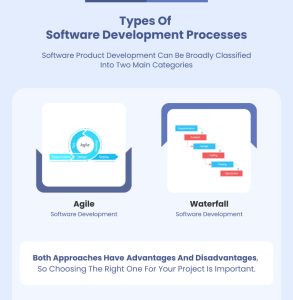 Types Of
Software Development Processes
Software Product Development Can Be Broadly Classified
Into Two Main Categories
Agile
Agile
Software Development
Waterfall
Software Development
Both Approaches Have Advantages And Disadvantages,
So Choosing The Right One For Your Project Is Important.